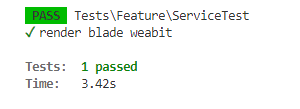 PASS Tests\Feature\ServiceTest
✓ render blade weabit
Tests: 1 passed
Time: 3.42s